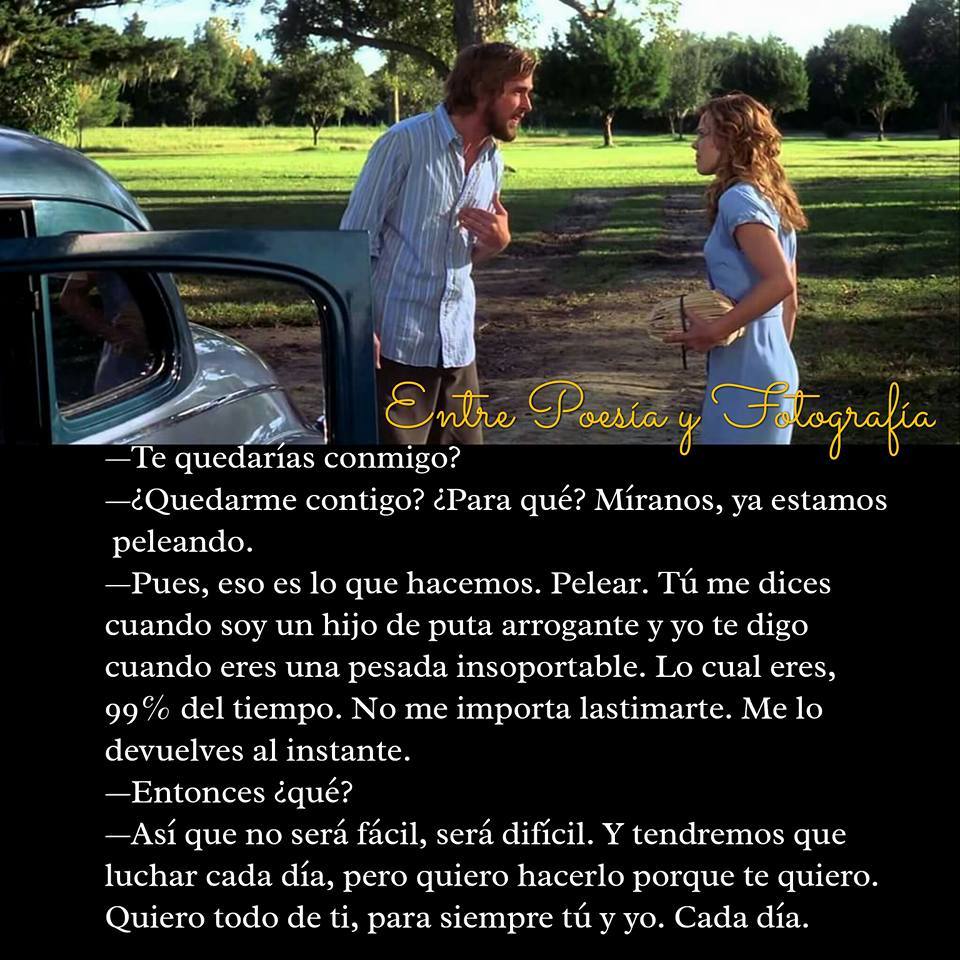 Entre Poesía y Fotografía
—Te quedarías conmigo?
—¿Quedarme contigo? ¿Para qué? Míranos, ya estamos
peleando.
—Pues, eso es lo que hacemos. Pelear. Tú me dices
cuando soy un hijo de puta arrogante y yo te digo
cuando eres una pesada insoportable. Lo cual eres,
99% del tiempo. No me importa lastimarte. Me lo
devuelves al instante.
—Entonces ¿qué?
—Así que no será fácil, será difícil. Y tendremos que
luchar cada día, pero quiero hacerlo porque te quiero.
Quiero todo de ti, para siempre tú y yo. Cada día.